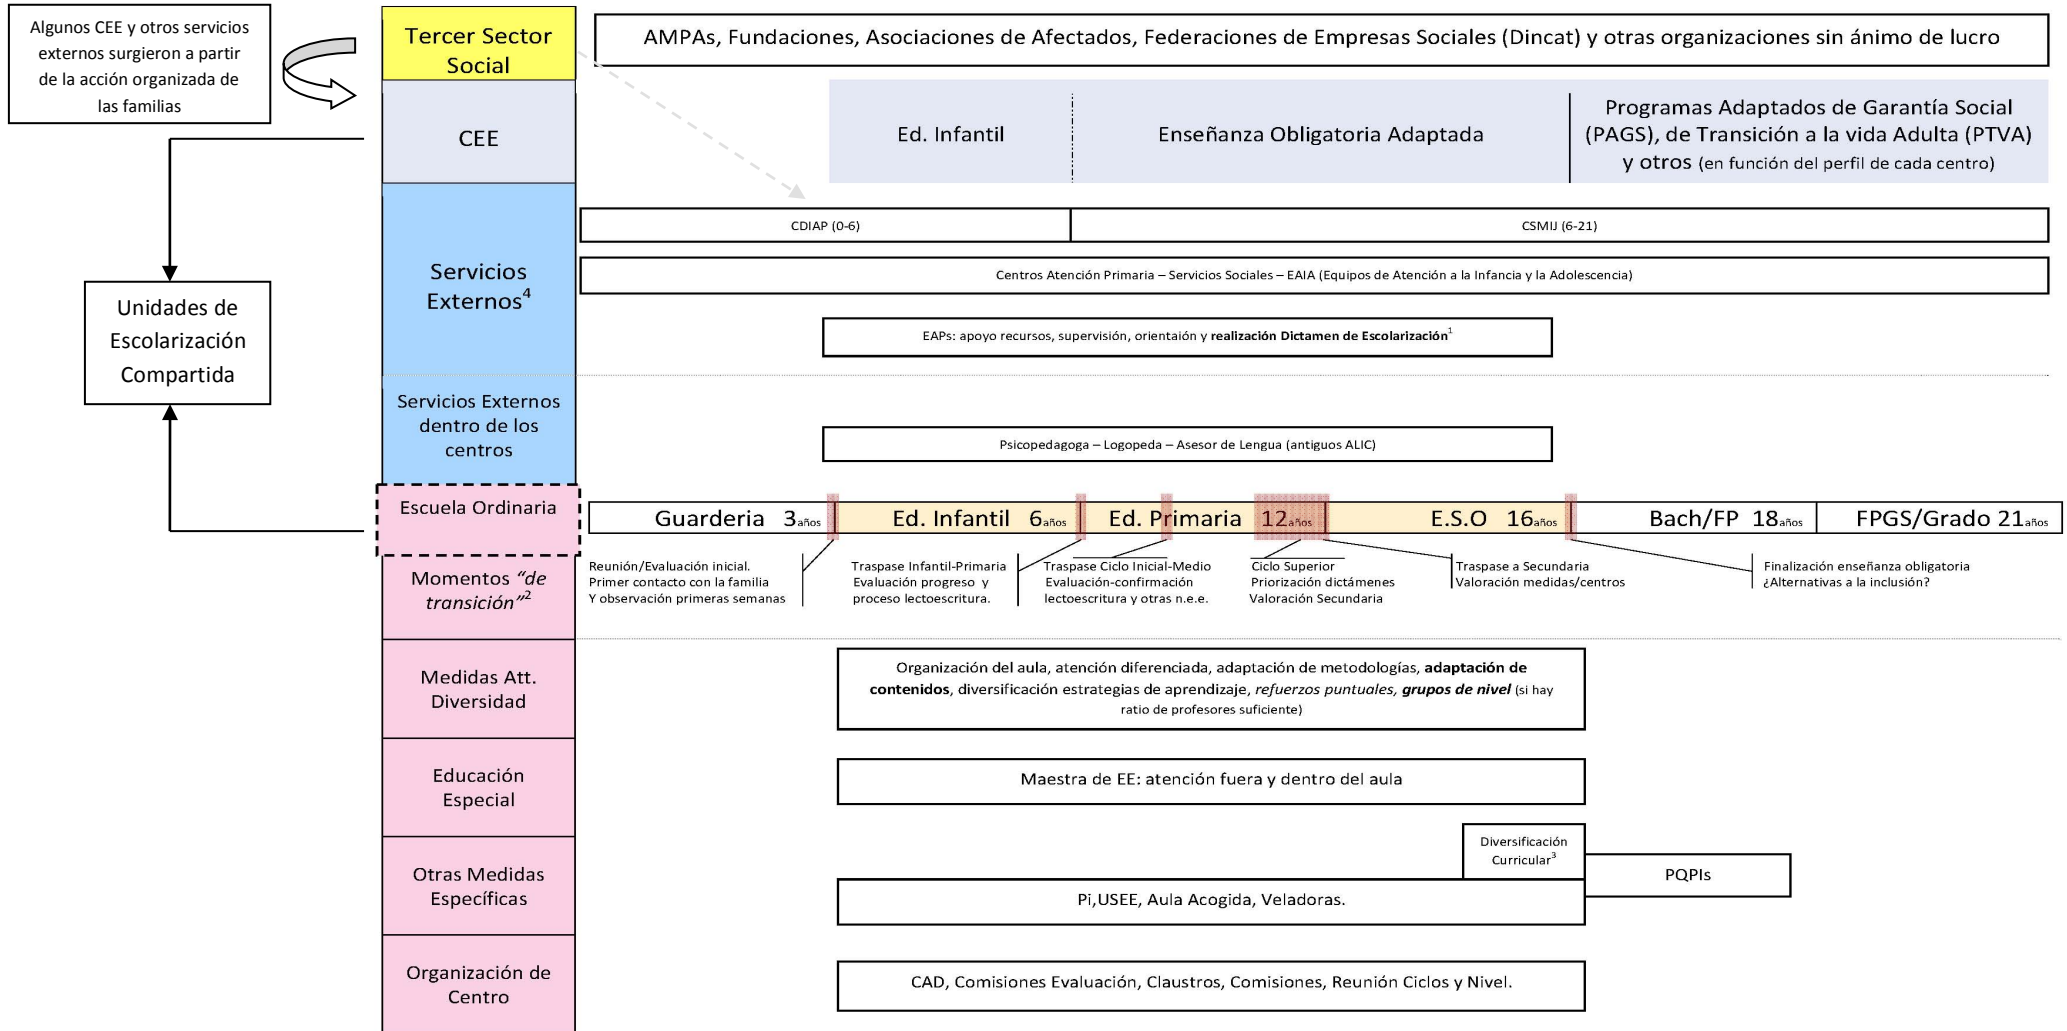 Algunos CEE y otros servicios
externos surgieron a partir
de la acción organizada de
las familias
Tercer Sector
Social
AMPAs, Fundaciones, Asociaciones de Afectados, Federaciones de Empresas Sociales (Dincat) y otras organizaciones sin ánimo de lucro
CEE
Ed. Infantil
Enseñanza Obligatoria Adaptada
Programas Adaptados de Garantía Social
(PAGS), de Transición a la vida Adulta (PTVA)
y otros (en función del perfil de cada centro)
Servicios
Externos4
CDIAP (0-6)
CSMIJ (6-21)
Centros Atención Primaria – Servicios Sociales – EAIA (Equipos de Atención a la Infancia y la Adolescencia)
EAPs: apoyo recursos, supervisión, orientaión y realización Dictamen de Escolarización1
Unidades de
Escolarización
Compartida
Servicios Externos
dentro de los
centros
Psicopedagoga – Logopeda – Asesor de Lengua (antiguos ALIC)
Escuela Ordinaria
Guarderia 3años
Ed. Infantil 6años
Ed. Primaria 12años
E.S.O 16años
Bach/FP 18años
FPGS/Grado 21años
Momentos "de
transición"2
Reunión/Evaluación inicial.
Primer contacto con la familia
Y observación primeras semanas
Traspase Infantil-Primaria
Evaluación progreso y
proceso lectoescritura.
Traspase Ciclo Inicial-Medio
Evaluación-confirmación
lectoescritura y otras n.e.e.
Ciclo Superior
Priorización dictámenes
Valoración Secundaria
Traspase a Secundaria
Valoración medidas/centros
Finalización enseñanza obligatoria
¿Alternativas a la inclusión?
Medidas Att.
Diversidad
Organización del aula, atención diferenciada, adaptación de metodologías, adaptación de
contenidos, diversificación estrategias de aprendizaje, refuerzos puntuales, grupos de nivel (si hay
ratio de profesores suficiente)
Educación
Especial
Maestra de EE: atención fuera y dentro del aula
Otras Medidas
Específicas
Diversificación
Curricular3
PQPIs
Pi,USEE, Aula Acogida, Veladoras.
Organización de
Centro
CAD, Comisiones Evaluación, Claustros, Comisiones, Reunión Ciclos y Nivel.